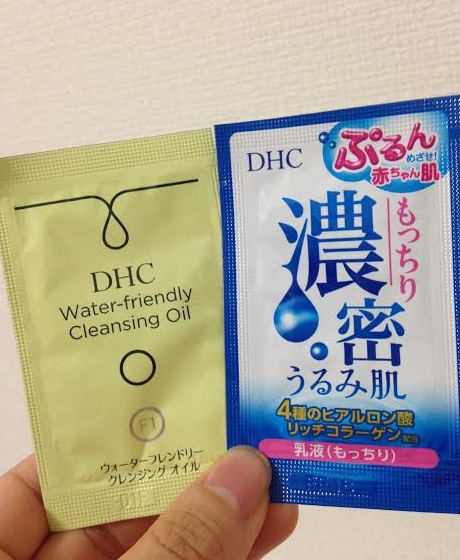 DHC
Water-friendly
Cleansing Oil
F1
ウォーターフレンドリー
クレンジング オイル
DHC
ぷるん
めざせ!
赤ちゃん肌
もっちり
濃密
うるみ肌
4種のヒアルロン酸
リッチコラーゲン配合
乳液(もっちり)